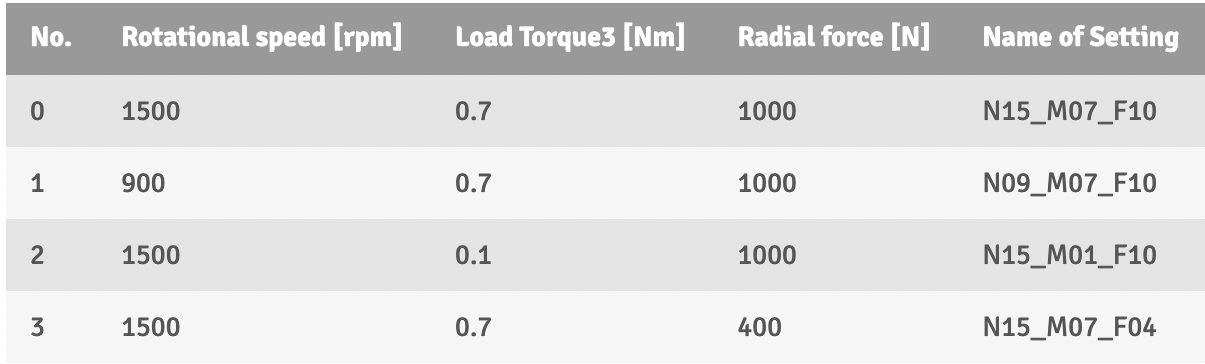 No. Rotational speed [rpm] Load Torque3 [Nm] Radial force [N] Name of Setting
0 1500 0.7 1000 N15_M07_F10
1 900 0.7 1000 N09_M07_F10
2 1500 0.1 1000 N15_M01_F10
3 1500 0.7 400 N15_M07_F04